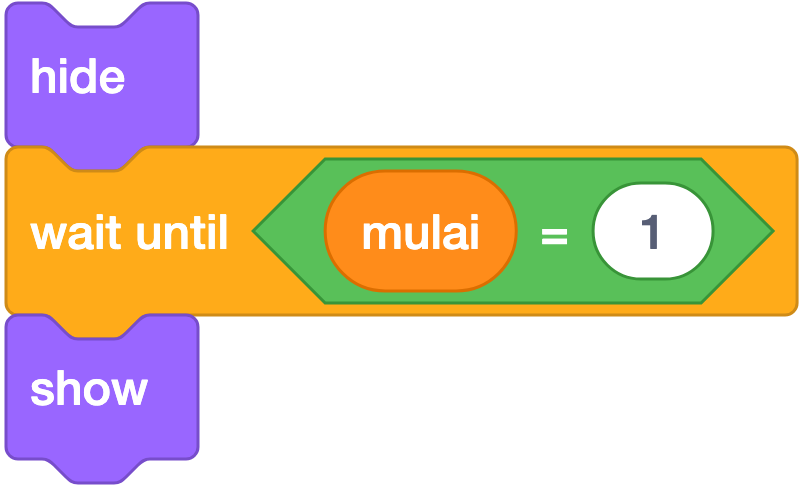 hide
wait until mulai = 1
show